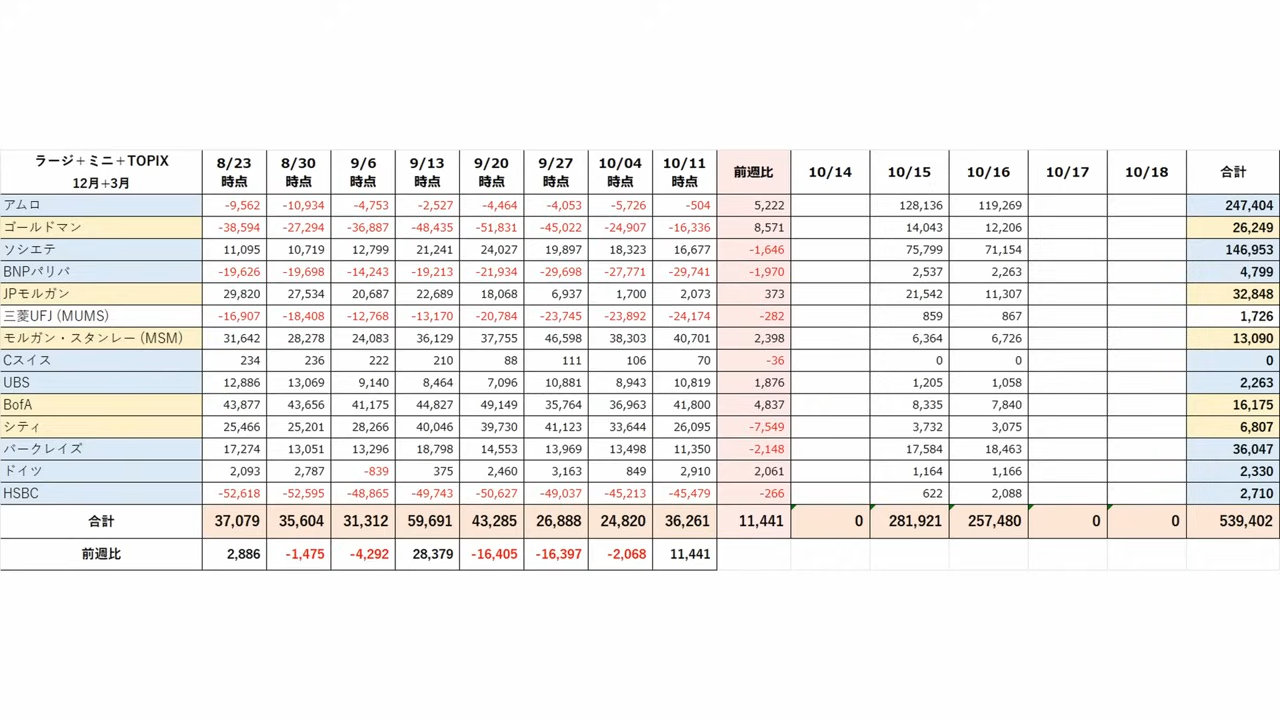 ラージ＋ミニ＋TOPIX 12月+3月 8/23時点 8/30時点 9/6時点 9/13時点 9/20時点 9/27時点 10/04時点 10/11時点 前週比 10/14 10/15 10/16 10/17 10/18 合計
アムロ -9,562 -10,934 -4,753 -2,527 -4,464 -4,053 -5,726 -504 5,222 128,136 119,269 247,404
ゴールドマン -38,594 -27,294 -36,887 -48,435 -51,831 -45,022 -24,907 -16,336 8,571 14,043 12,206 26,249
ソシエテ 11,095 10,719 12,799 21,241 24,027 19,897 18,323 16,677 -1,646 75,799 71,154 146,953
BNPパリバ -19,626 -19,698 -14,243 -19,213 -21,934 -29,698 -27,771 -29,741 -1,970 2,537 2,263 4,799
JPモルガン 29,820 27,534 20,687 22,689 18,068 6,937 1,700 2,073 373 21,542 11,307 32,848
三菱UFJ (MUMS) -16,907 -18,408 -12,768 -13,170 -20,784 -23,745 -23,892 -24,174 -282 859 867 1,726
モルガン・スタンレー (MSM) 31,642 28,278 24,083 36,129 37,755 46,598 38,303 40,701 2,398 6,364 6,726 13,090
Cスイス 234 236 222 210 88 111 106 70 -36 0 0 0
UBS 12,886 13,069 9,140 8,464 7,096 10,881 8,943 10,819 1,876 1,205 1,058 2,263
BofA 43,877 43,656 41,175 44,827 49,149 35,764 36,963 41,800 4,837 8,335 7,840 16,175
シティ 25,466 25,201 28,266 40,046 39,730 41,123 33,644 26,095 -7,549 3,732 3,075 6,807
バークレイズ 17,274 13,051 13,296 18,798 14,553 13,969 13,498 11,350 -2,148 17,584 18,463 36,047
ドイツ 2,093 2,787 -839 375 2,460 3,163 849 2,910 2,061 1,164 1,166 2,330
HSBC -52,618 -52,595 -48,865 -49,743 -50,627 -49,037 -45,213 -45,479 -266 622 2,088 2,710
合計 37,079 35,604 31,312 59,691 43,285 26,888 24,820 36,261 11,441 0 281,921 257,480 0 0 539,402
前週比 2,886 -1,475 -4,292 28,379 -16,405 -16,397 -2,068 11,441